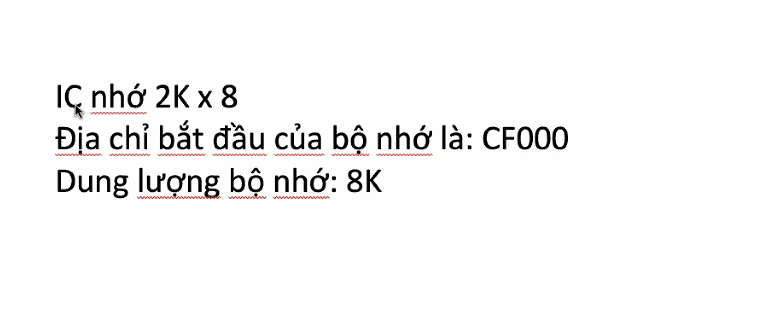 IC nhớ 2K x 8
Địa chỉ bắt đầu của bộ nhớ là: CF000
Dung lượng bộ nhớ: 8K